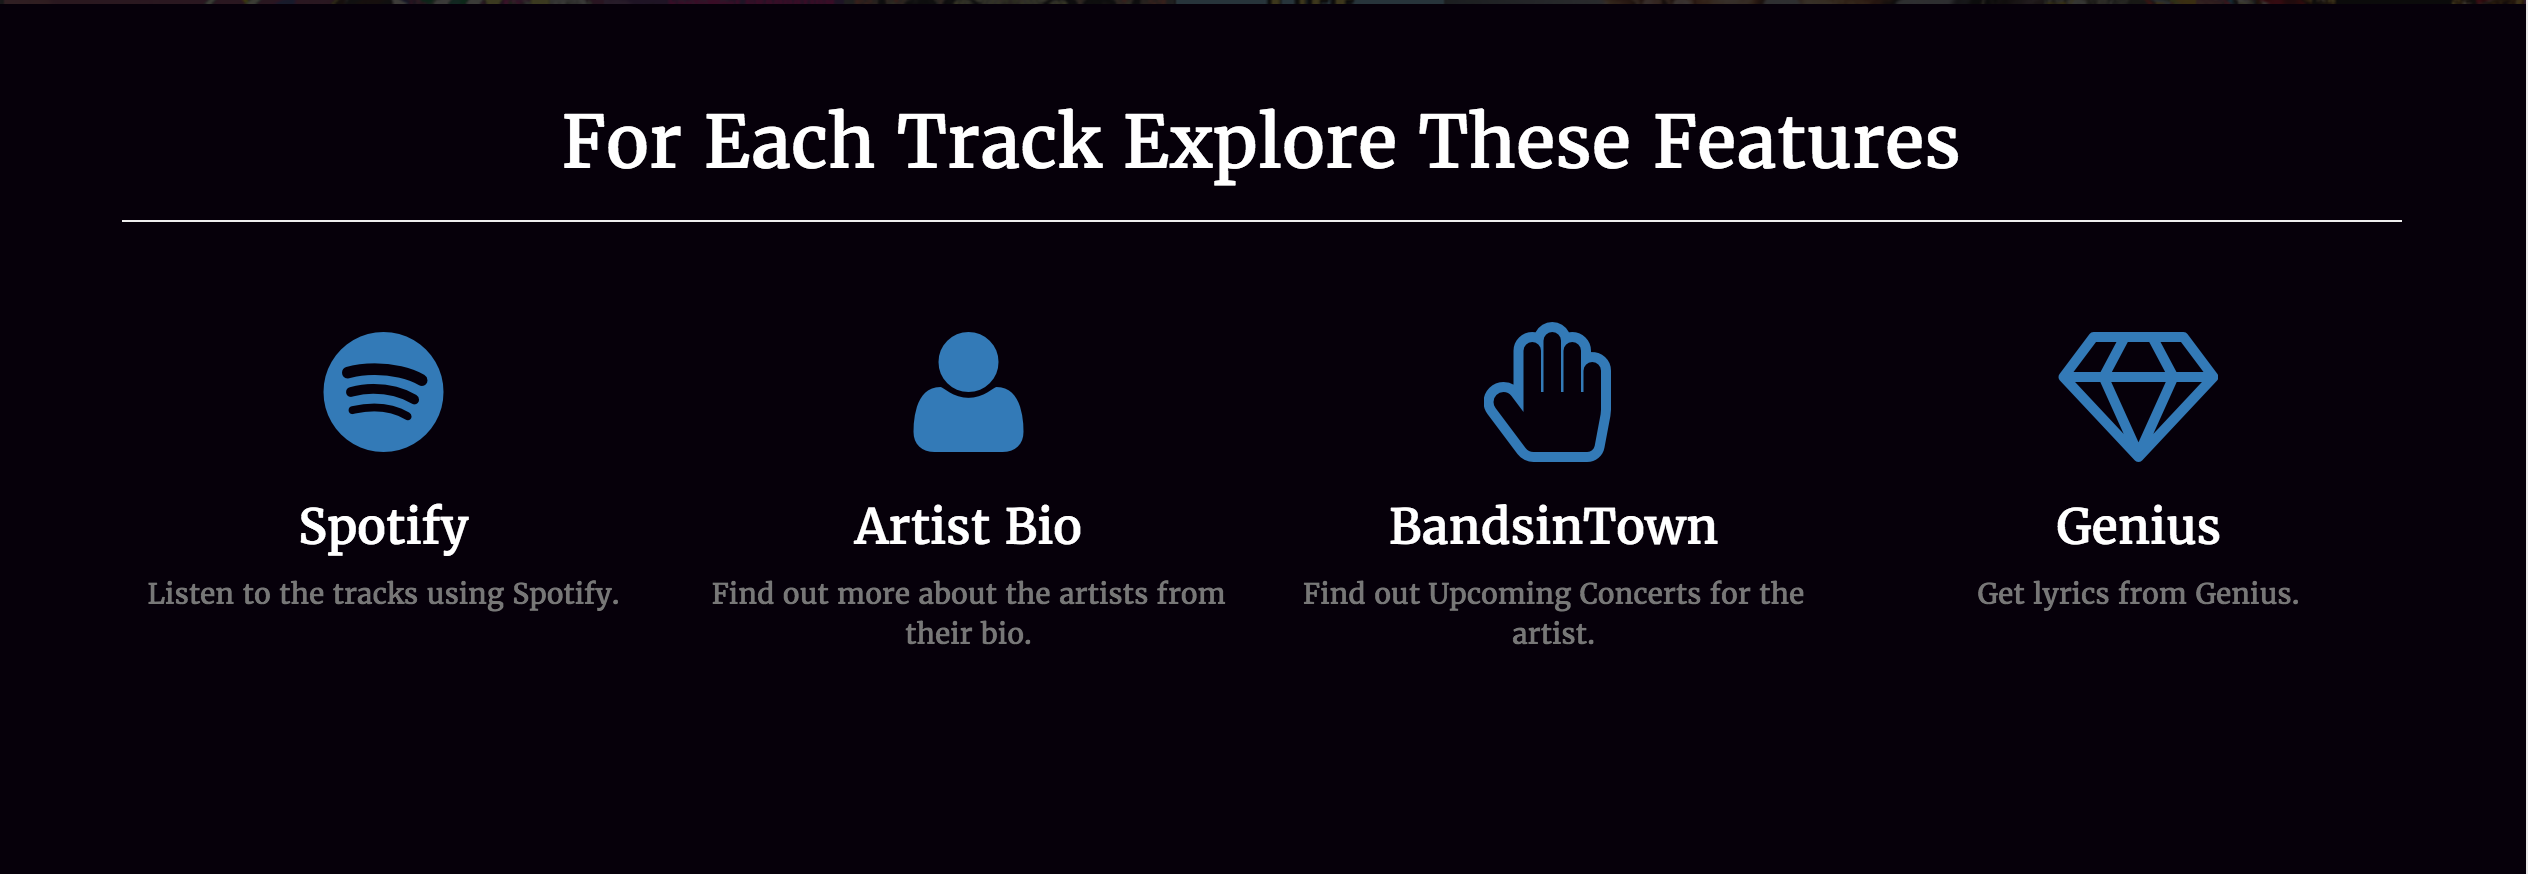 For Each Track Explore These Features
Spotify
Listen to the tracks using Spotify.
Artist Bio
Find out more about the artists from
their bio.
BandsinTown
Find out Upcoming Concerts for the
artist.
Genius
Get lyrics from Genius.